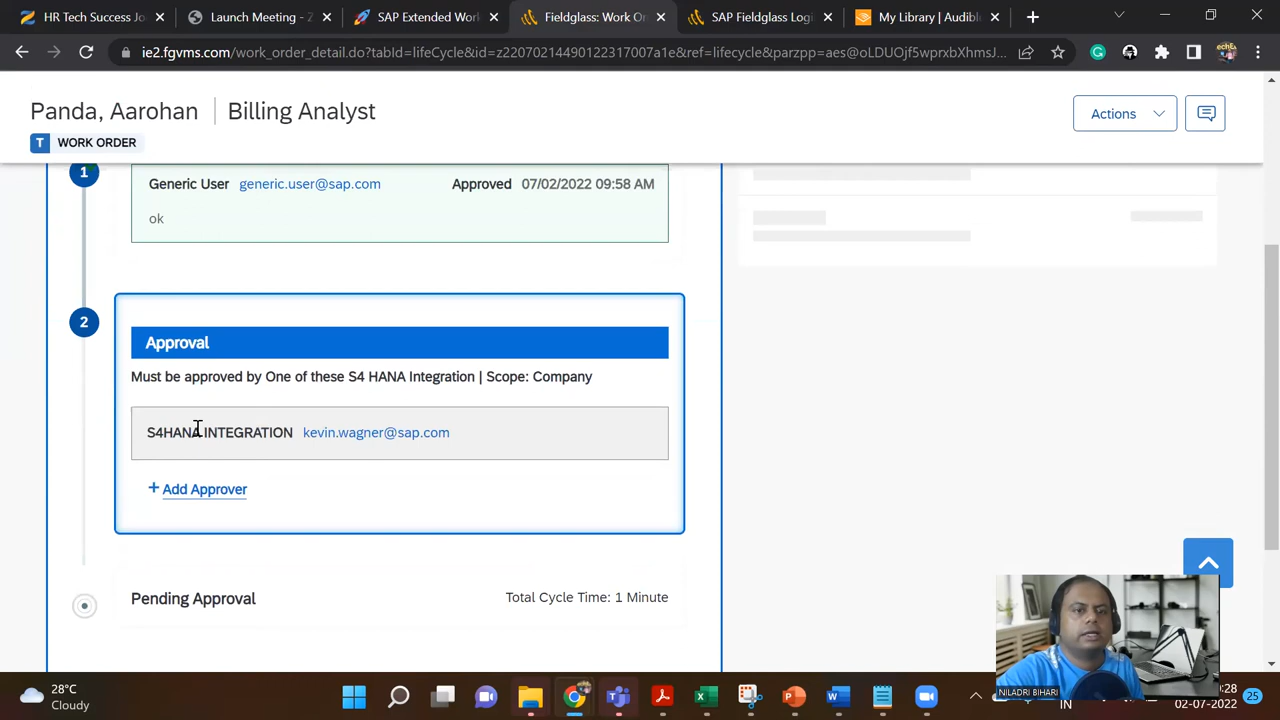 HR Tech Success Jo
Launch Meeting - Z
SAP Extended Work
Fieldglass: Work O
SAP Fieldglass Logi
My Library | Audibl
ie2.fgvms.com/work_order_detail.do?tabId=lifeCycle&id=z22070214490122317007a1e&ref=lifecycle&parzpp=aes@oLDUOjf5wprxbXhmsJ...
Panda, Aarohan
Billing Analyst
T WORK ORDER
Actions
1
Generic User generic.user@sap.com Approved 07/02/2022 09:58 AM
ok
2
Approval
Must be approved by One of these S4 HANA Integration | Scope: Company
S4HANA INTEGRATION kevin.wagner@sap.com
+ Add Approver
Pending Approval
Total Cycle Time: 1 Minute
NILADRI BIHARI
28°C
Cloudy
IN
:28
02-07-2022
25